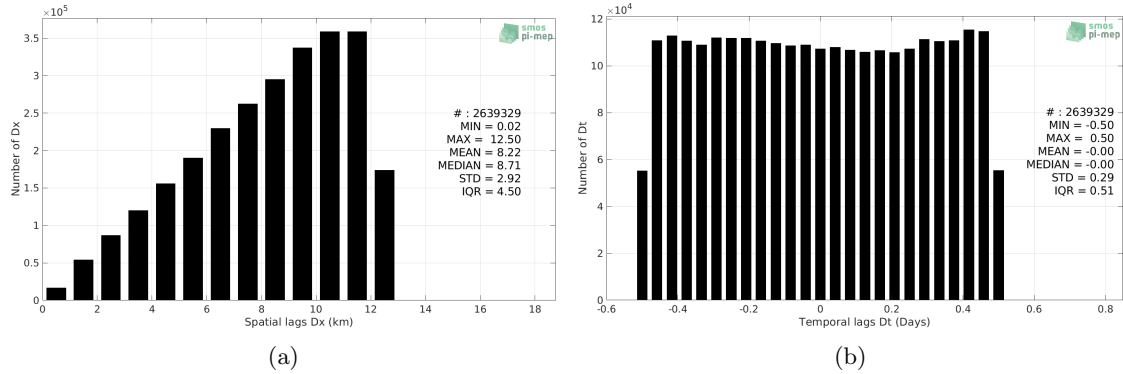 ×10^5
smos
pi-mep
3.5
3
2.5
2
1.5
1
0.5
0
Number of Dx
# : 2639329
MIN = 0.02
MAX = 12.50
MEAN = 8.22
MEDIAN = 8.71
STD = 2.92
IQR = 4.50
0 2 4 6 8 10 12 14 16 18
Spatial lags Dx (km)
(a)
×10^4
smos
pi-mep
12
10
8
6
4
2
0
Number of Dt
# : 2639329
MIN = -0.50
MAX = 0.50
MEAN = -0.00
MEDIAN = -0.00
STD = 0.29
IQR = 0.51
-0.6 -0.4 -0.2 0 0.2 0.4 0.6 0.8
Temporal lags Dt (Days)
(b)